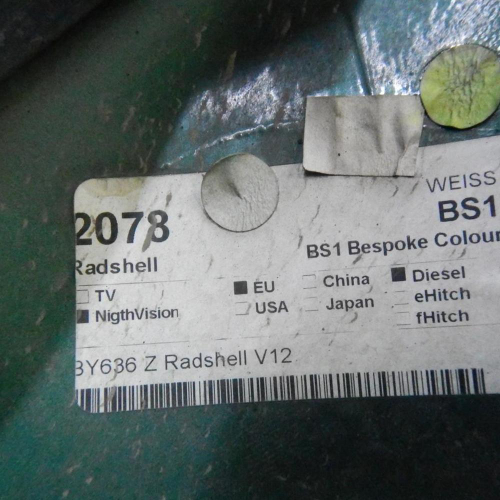 WEISS
2078
BS1
Radshell
BS1 Bespoke Colour
TV
EU
China
Diesel
NigthVision
USA
Japan
eHitch
fHitch
BY636 Z Radshell V12